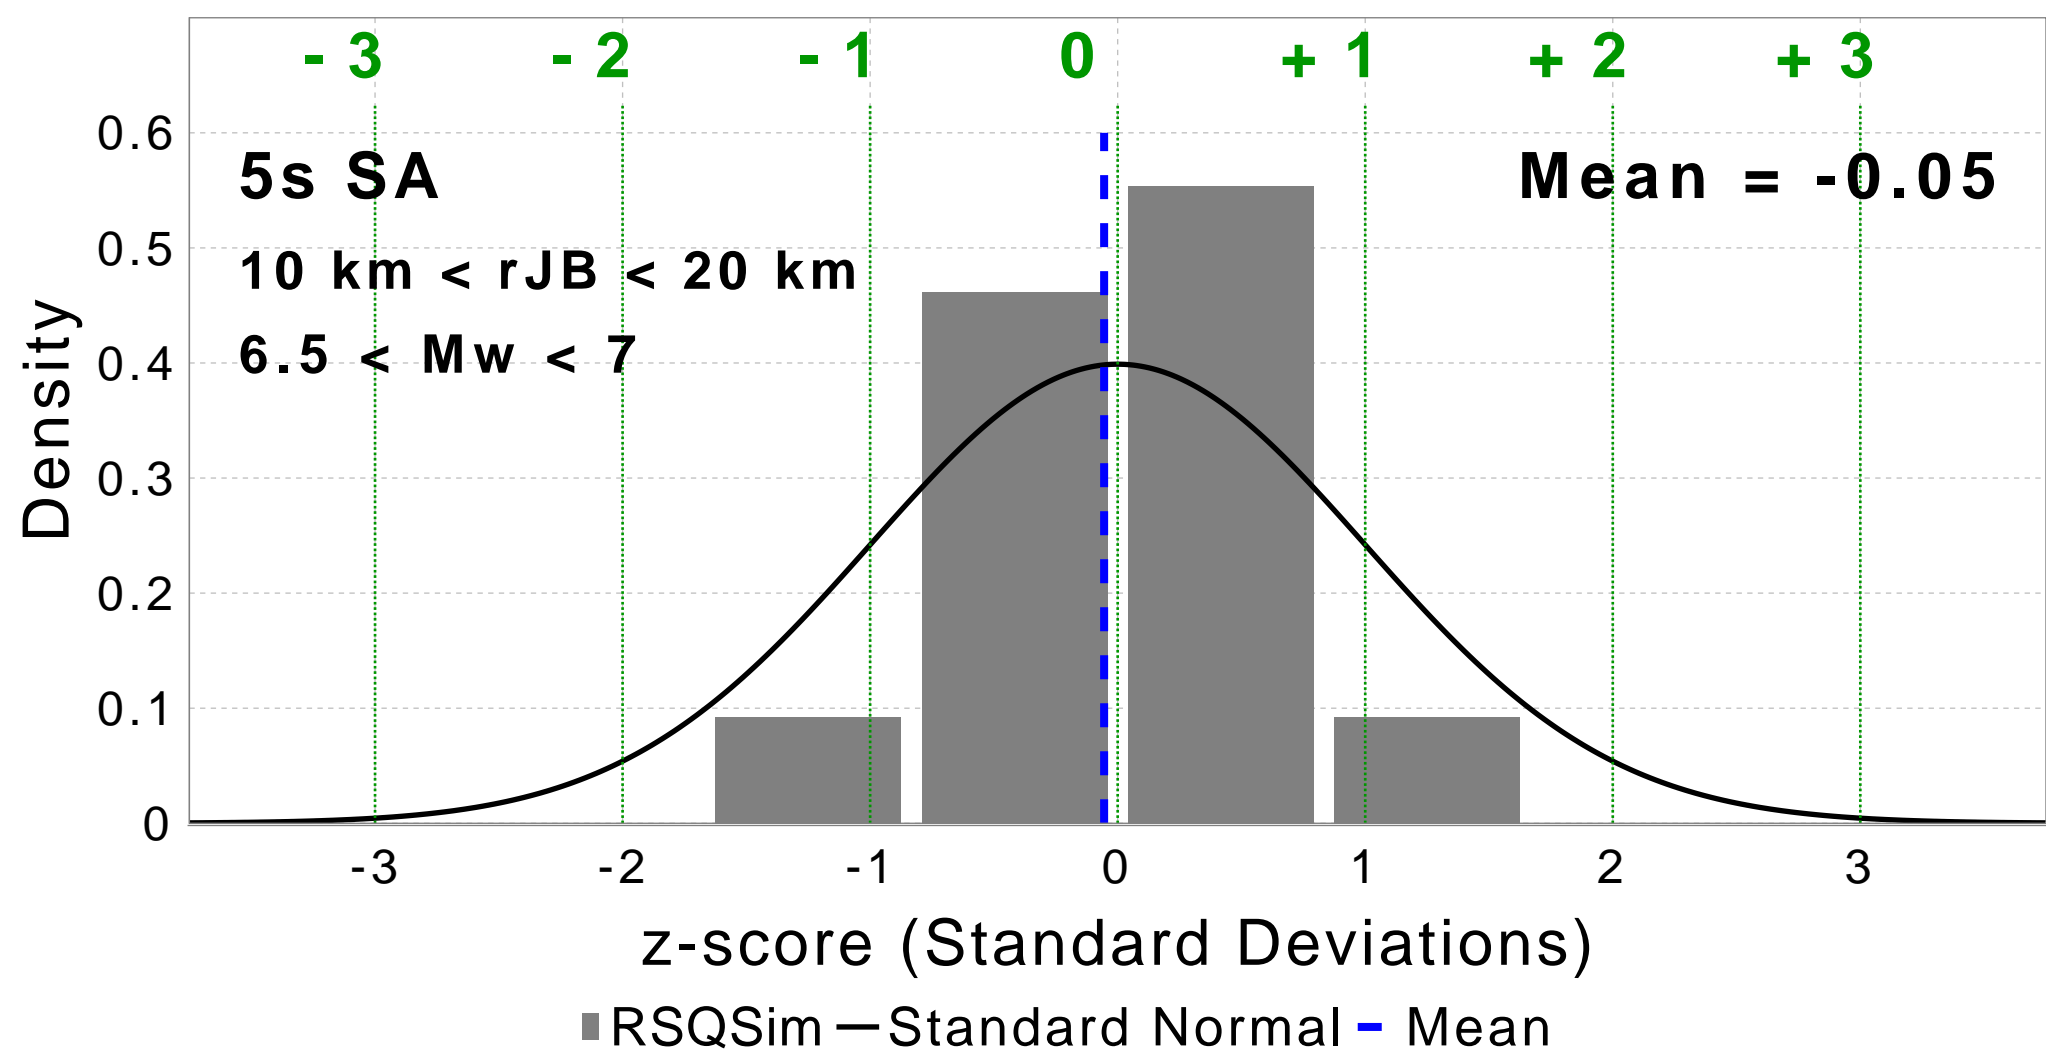 - 3 - 2 - 1 0 + 1 + 2 + 3
0.6
5s SA
Mean = -0.05
0.5
10 km < rJB < 20 km
6.5 < Mw < 7
0.4
0.3
0.2
0.1
0
Density
-3 -2 -1 0 1 2 3
z-score (Standard Deviations)
RSQSim Standard Normal Mean